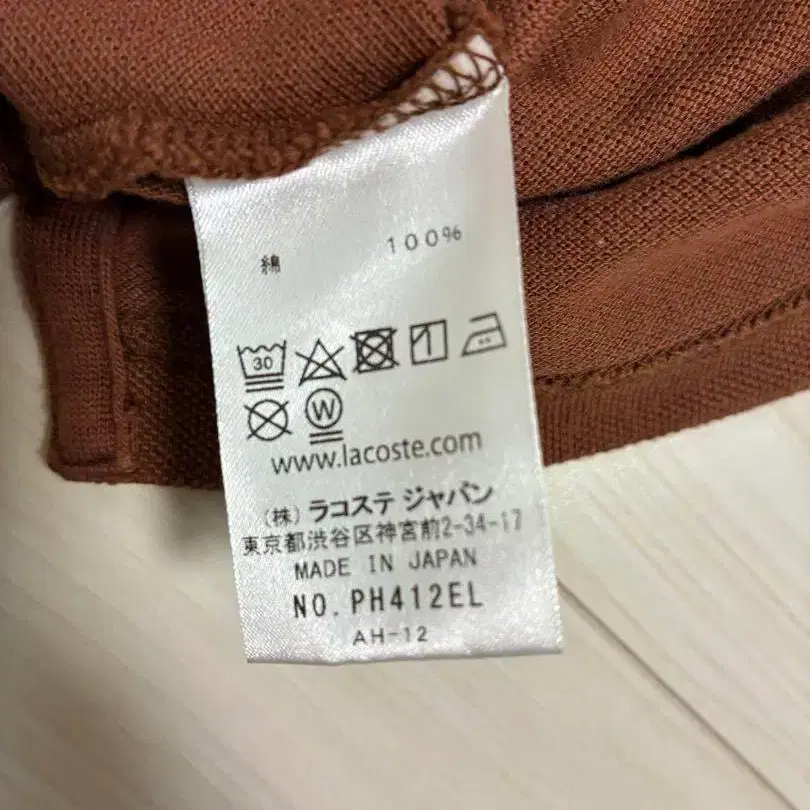 綿 100%
30
W
www.lacoste.com
(株) ラコステ ジャパン
東京都渋谷区神宮前2-34-17
MADE IN JAPAN
NO. PH412EL
AH-12